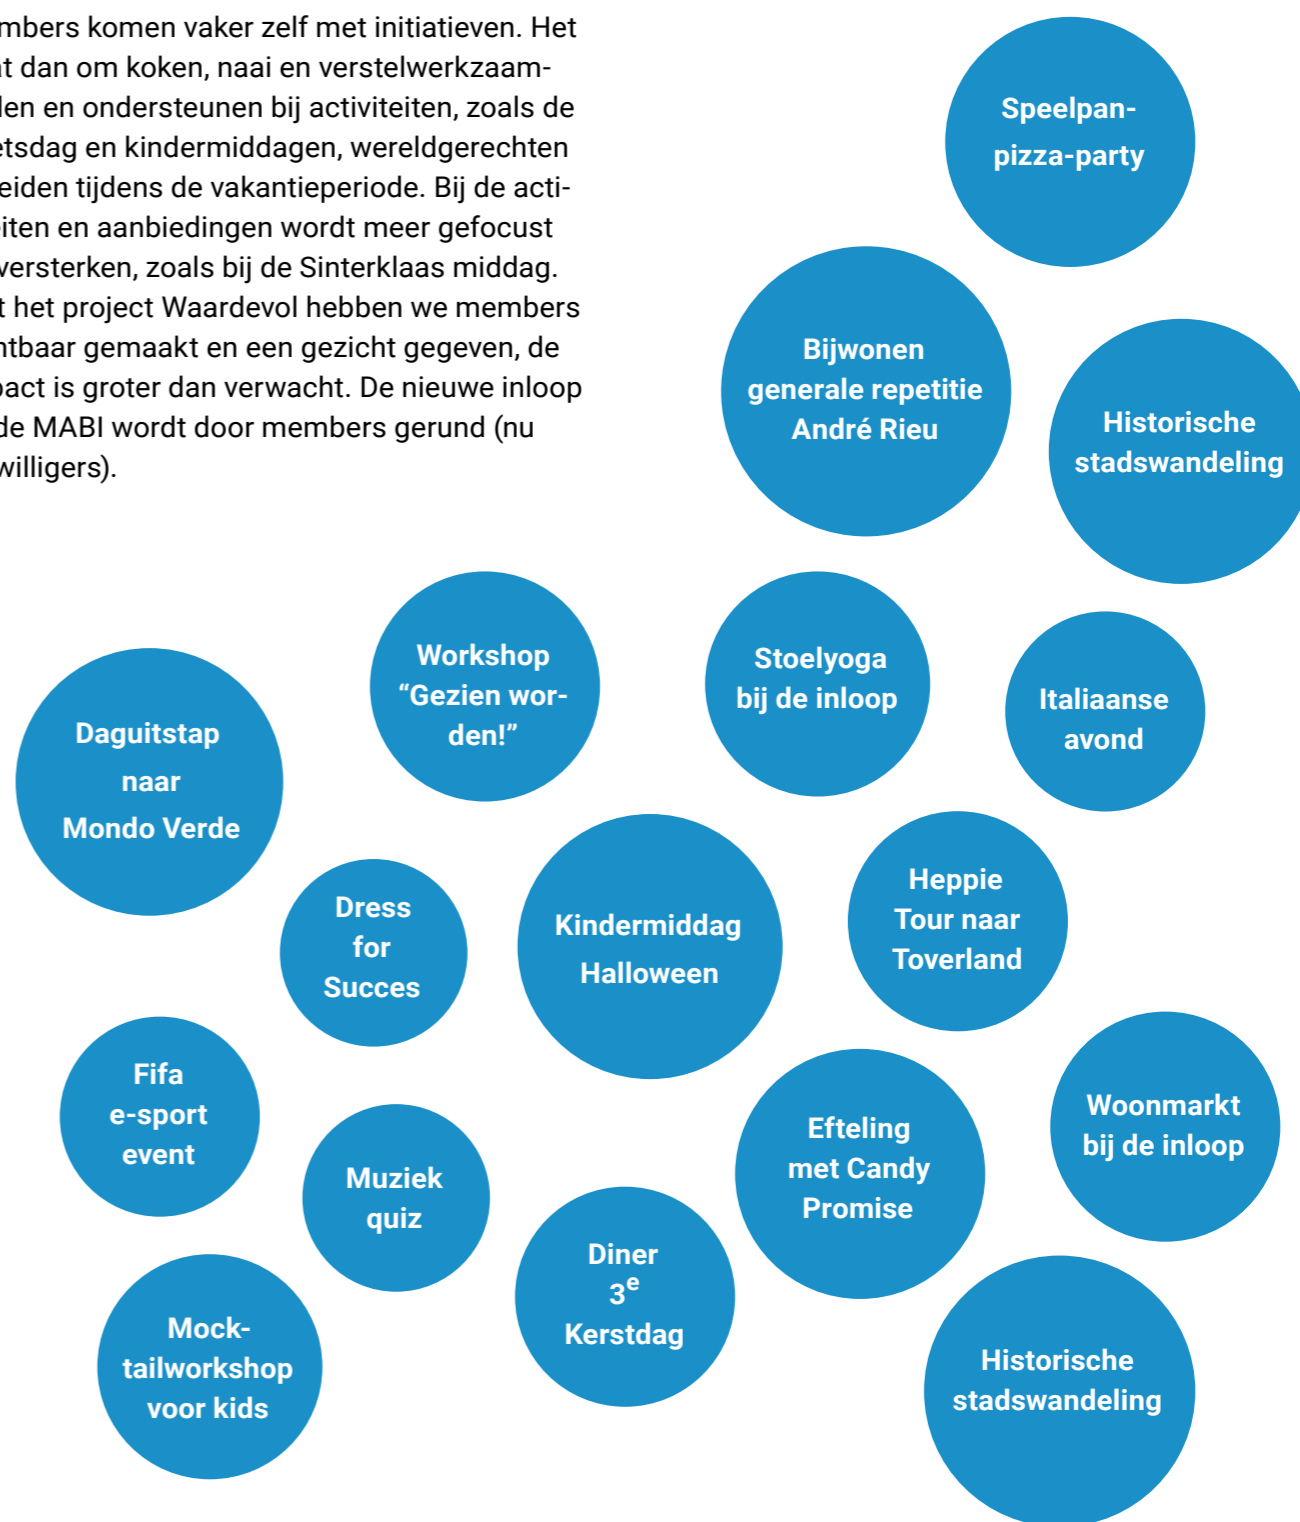 mbers komen vaker zelf met initiatieven. Het
at dan om koken, naai en verstelwerkzaam-
den en ondersteunen bij activiteiten, zoals de
etsdag en kindermiddagen, wereldgerechten
eiden tijdens de vakantieperiode. Bij de acti-
eiten en aanbiedingen wordt meer gefocust
versterken, zoals bij de Sinterklaas middag.
t het project Waardevol hebben we members
htbaar gemaakt en een gezicht gegeven, de
pact is groter dan verwacht. De nieuwe inloop
de MABI wordt door members gerund (nu
willigers).
Speelpan-
pizza-party
Bijwonen
generale repetitie
André Rieu
Historische
stadswandeling
Workshop
“Gezien wor-
den!”
Stoelyoga
bij de inloop
Italiaanse
avond
Daguitstap
naar
Mondo Verde
Dress
for
Succes
Kindermiddag
Halloween
Heppie
Tour naar
Toverland
Fifa
e-sport
event
Muziek
quiz
Efteling
met Candy
Promise
Woonmarkt
bij de inloop
Diner
3e
Kerstdag
Mock-
tailworkshop
voor kids
Historische
stadswandeling